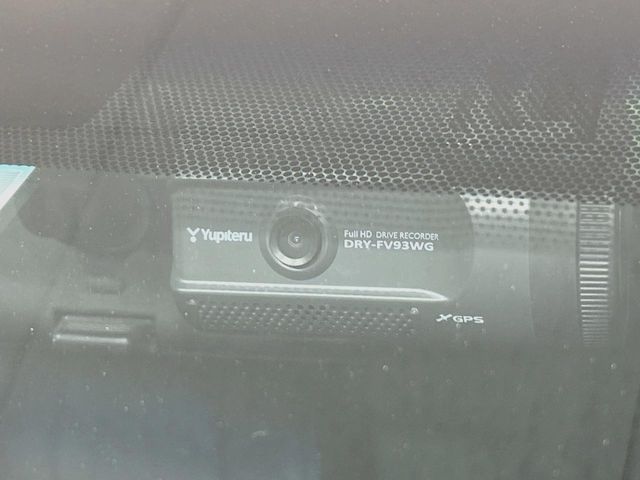 Yupiteru
Full HD DRIVE RECORDER
DRY-FV93WG
GPS